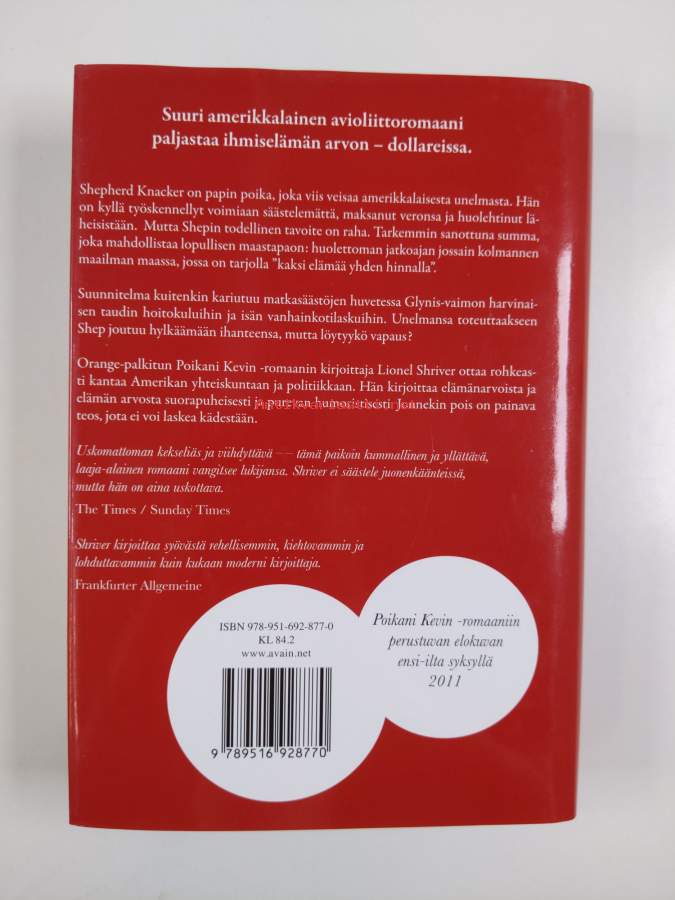 Suuri amerikkalainen avioliittoromaani
paljastaa ihmiselämän arvon – dollareissa.
Shepherd Knacker on papin poika, joka viis veisaa amerikkalaisesta unelmasta. Hän
on kyllä työskennellyt voimiaan säästelemättä, maksanut veronsa ja huolehtinut lä-
heisistään. Mutta Shepin todellinen tavoite on raha. Tarkemmin sanottuna summa,
joka mahdollistaa lopullisen maastapaon: huolettoman jatkoajan jossain kolmannen
maailman maassa, jossa on tarjolla ”kaksi elämää yhden hinnalla”.
Suunnitelma kuitenkin kariutuu matkasäästöjen huvetessa Glynis-vaimon harvinai-
sen taudin hoitokuluihin ja isän vanhainkotilaskuihin. Unelmansa toteuttaakseen
Shep joutuu hylkäämään ihanteensa, mutta löytyykö vapaus?
Orange-palkitun Poikani Kevin -romaanin kirjoittaja Lionel Shriver ottaa rohkeas-
ti kantaa Amerikan yhteiskuntaan ja politiikkaan. Hän kirjoittaa elämänarvoista ja
elämän arvosta suorapuheisesti ja purevan humoristisesti. Jonnekin pois on painava
teos, jota ei voi laskea kädestään.
Uskomattoman kekseliäs ja viihdyttävä –– tämä paikoin kummallinen ja yllättävä,
laaja-alainen romaani vangitsee lukijansa. Shriver ei säästele juonenkäänteissä,
mutta hän on aina uskottava.
The Times / Sunday Times
Shriver kirjoittaa syövästä rehellisemmin, kiehtovammin ja
lohduttavammin kuin kukaan moderni kirjoittaja.
Frankfurter Allgemeine
ISBN 978-951-692-877-0
KL 84.2
www.avain.net
9 789516 928770
Poikani Kevin -romaaniin
perustuvan elokuvan
ensi-ilta syksyllä
2011